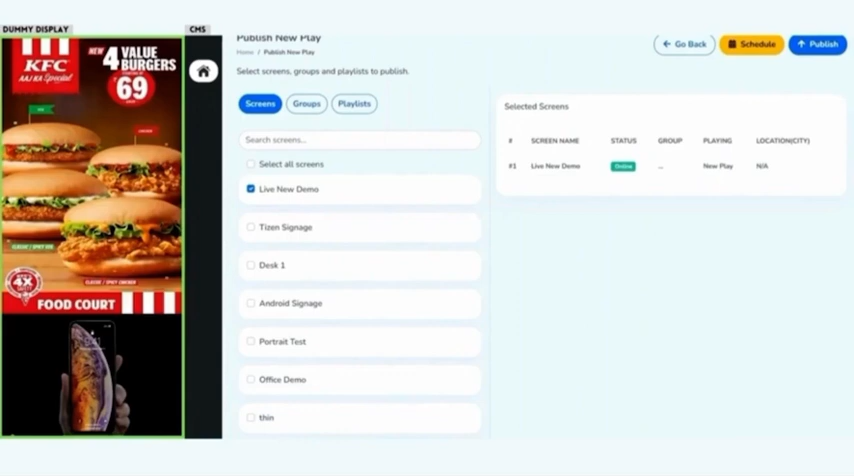 DUMMY DISPLAY
CMS
KFC
AAJ KA Special
NEW 4 VALUE
BURGERS
69
FOOD COURT
4X
Publish New Play
Home / Publish New Play
Select screens, groups and playlists to publish.
Go Back
Schedule
Publish
Screens
Groups
Playlists
Search screens...
Select all screens
Live New Demo
Tizen Signage
Desk 1
Android Signage
Portrait Test
Office Demo
thin
Selected Screens
# SCREEN NAME STATUS GROUP PLAYING LOCATION(CITY)
#1 Live New Demo Online ... New Play N/A